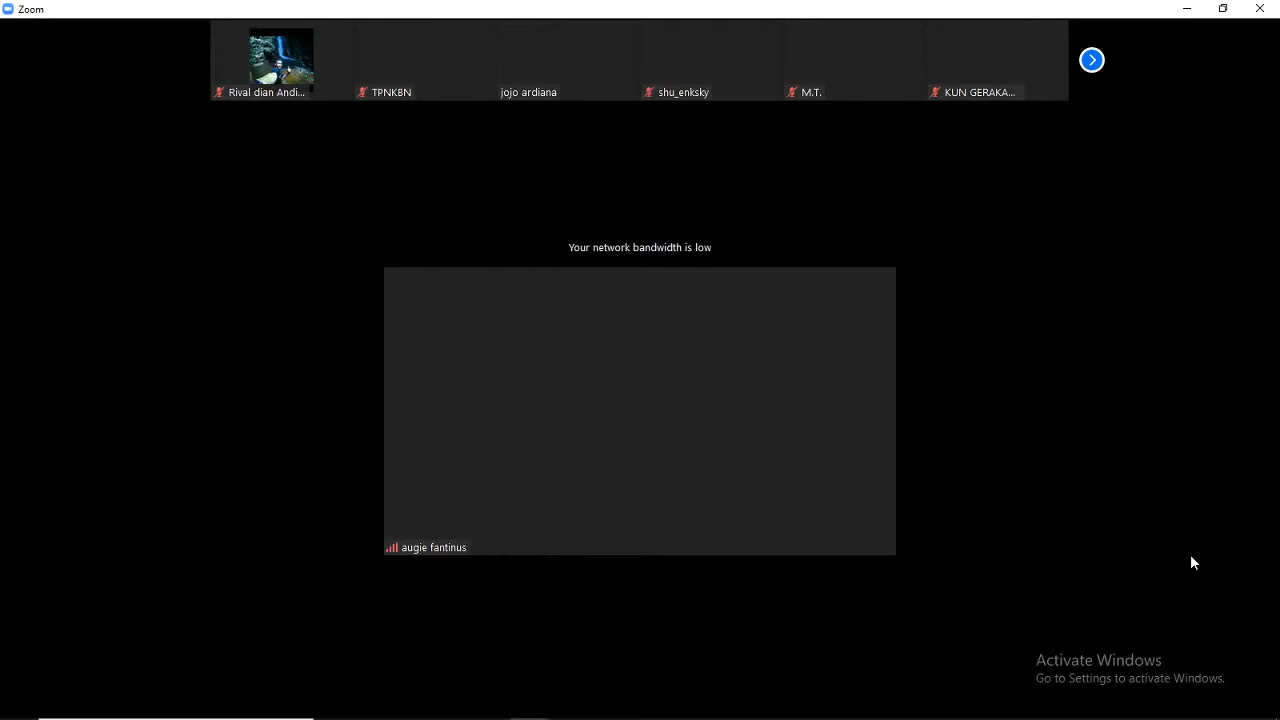 Zoom
Rival dian Andi...
TPNKBN
jojo ardiana
shu_enksky
M.T.
KUN GERAKA...
Your network bandwidth is low
augie fantinus
Activate Windows
Go to Settings to activate Windows.